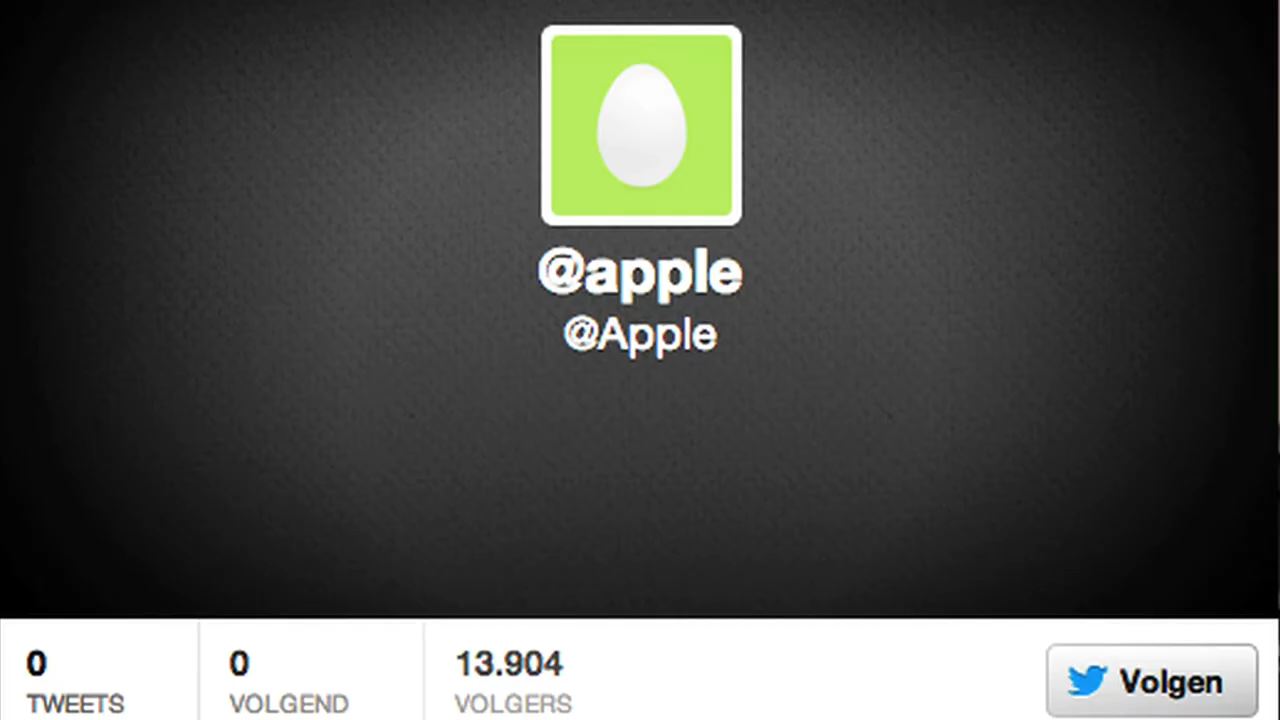 @apple
@Apple
0
TWEETS
0
VOLGEND
13.904
VOLGERS
Volgen